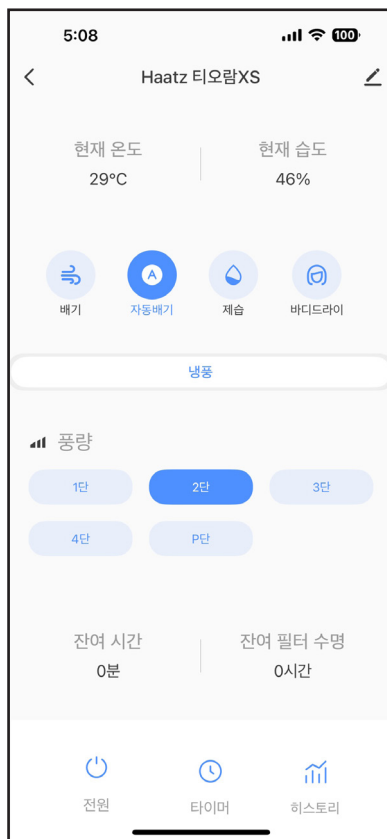 5:08
100
Haatz 티오람XS
현재 온도
현재 습도
29°C
46%
A
배기
자동배기
제습
바디드라이
냉풍
풍량
1단
2단
3단
4단
P단
잔여 시간
잔여 필터 수명
0분
0시간
전원
타이머
히스토리